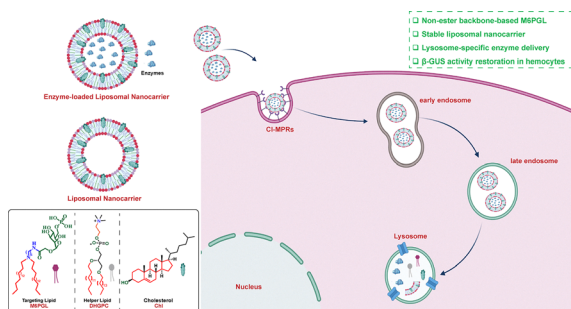 ❑ Non-ester backbone-based M6PGL
❑ Stable liposomal nanocarrier
❑ Lysosome-specific enzyme delivery
❑ β-GUS activity restoration in hemocytes
Enzymes
Enzyme-loaded Liposomal Nanocarrier
CI-MPRs
early endosome
late endosome
Liposomal Nanocarrier
Lysosome
Nucleus
HO
Targeting Lipid
M6PGL
Helper Lipid
DHGPC
Cholesterol
Chl